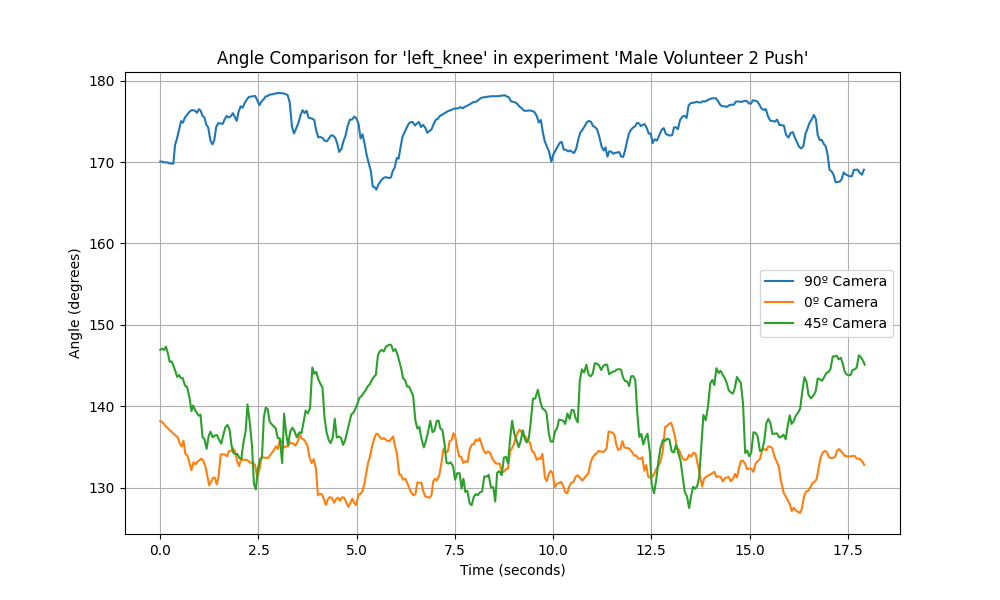 Angle Comparison for 'left_knee' in experiment 'Male Volunteer 2 Push'
180
170
160
150
140
130
Angle (degrees)
90º Camera
0º Camera
45º Camera
0.0 2.5 5.0 7.5 10.0 12.5 15.0 17.5
Time (seconds)